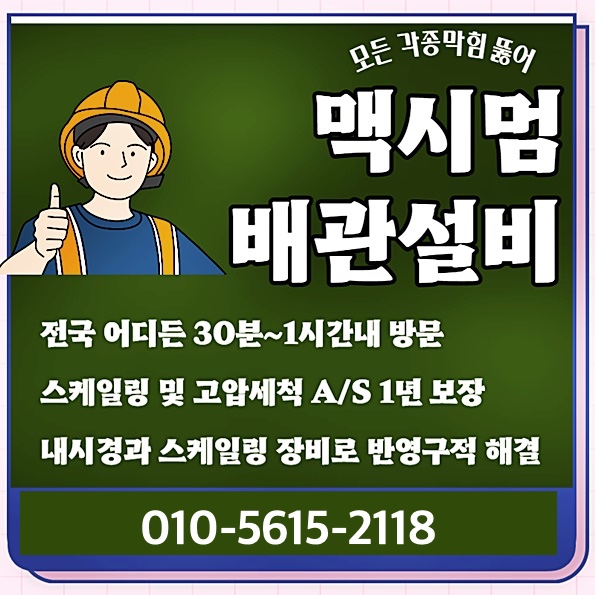 모든 각종막힘 뚫어
맥시멈
배관설비
전국 어디든 30분~1시간내 방문
스케일링 및 고압세척 A/S 1년 보장
내시경과 스케일링 장비로 반영구적 해결
010-5615-2118